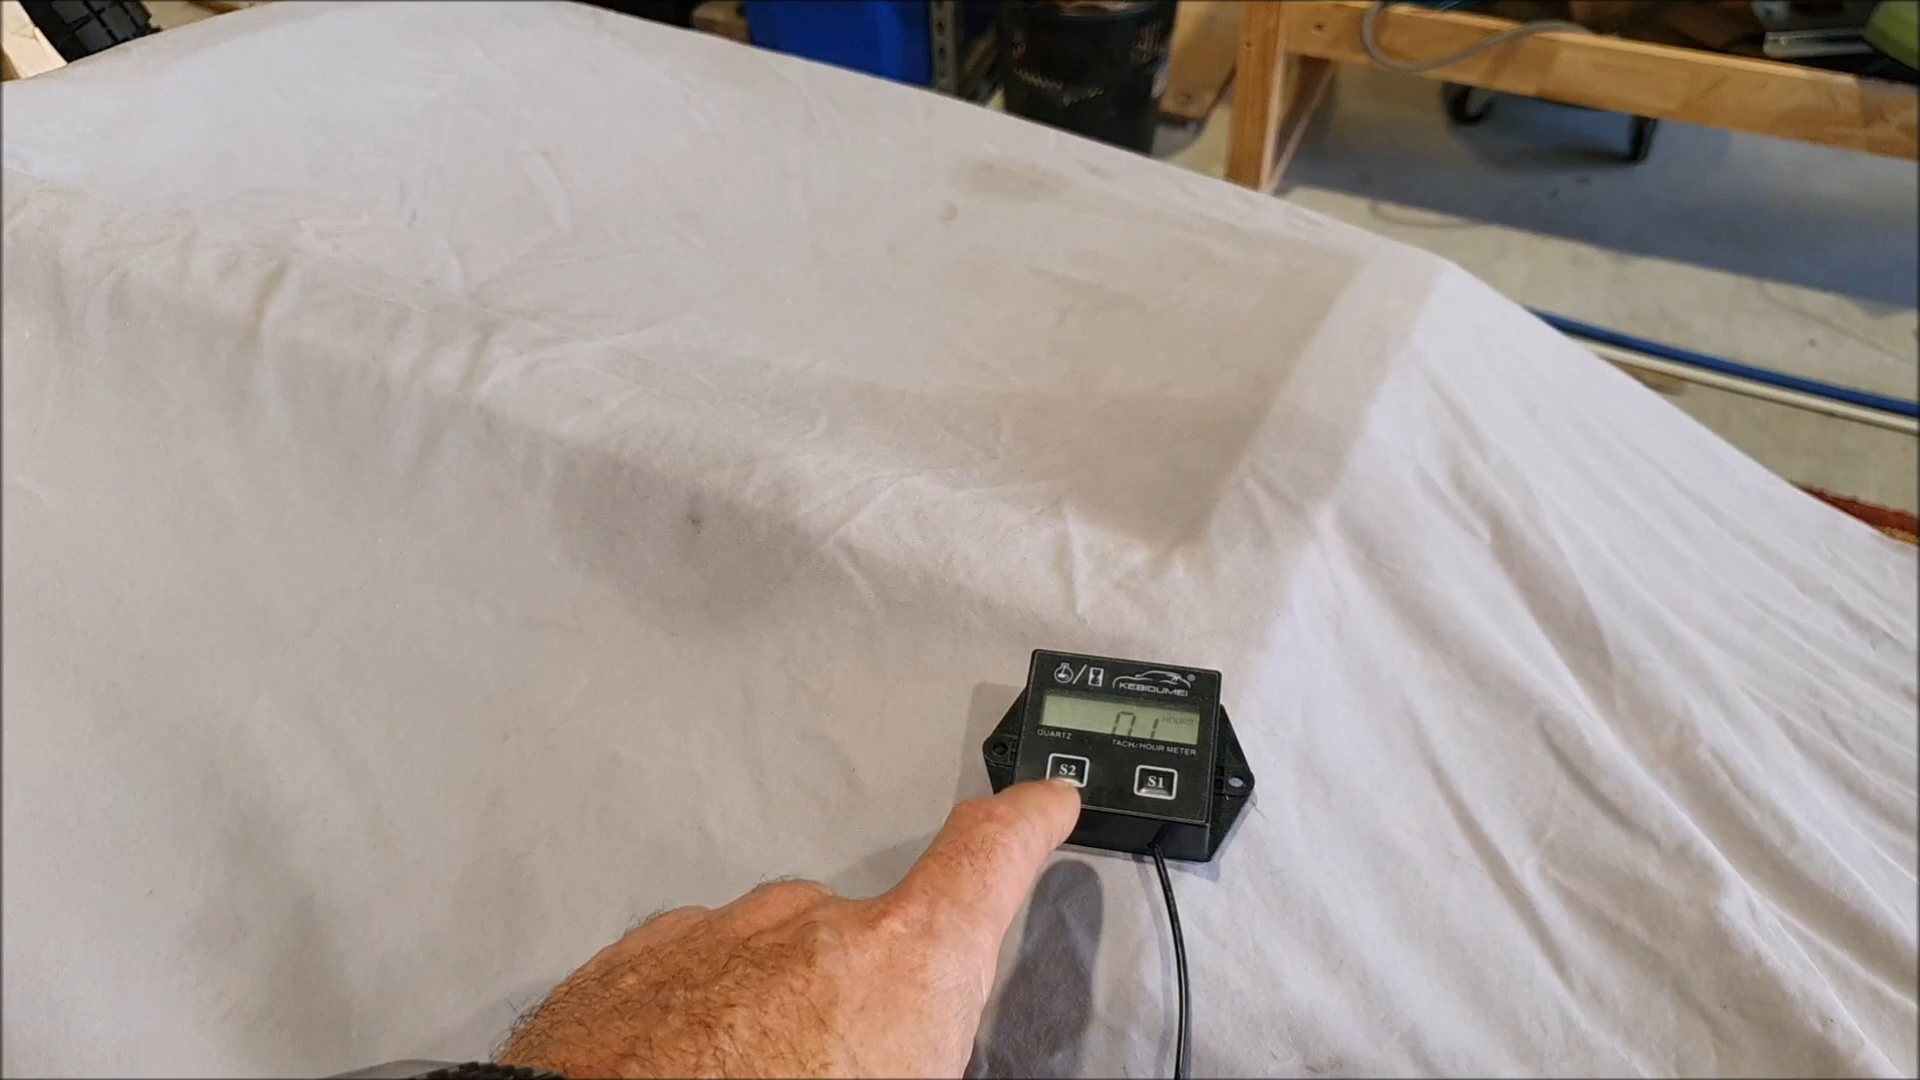 KEBIDUMEI®
0.1 HOURS
QUARTZ
TACH/HOUR METER
S2
S1